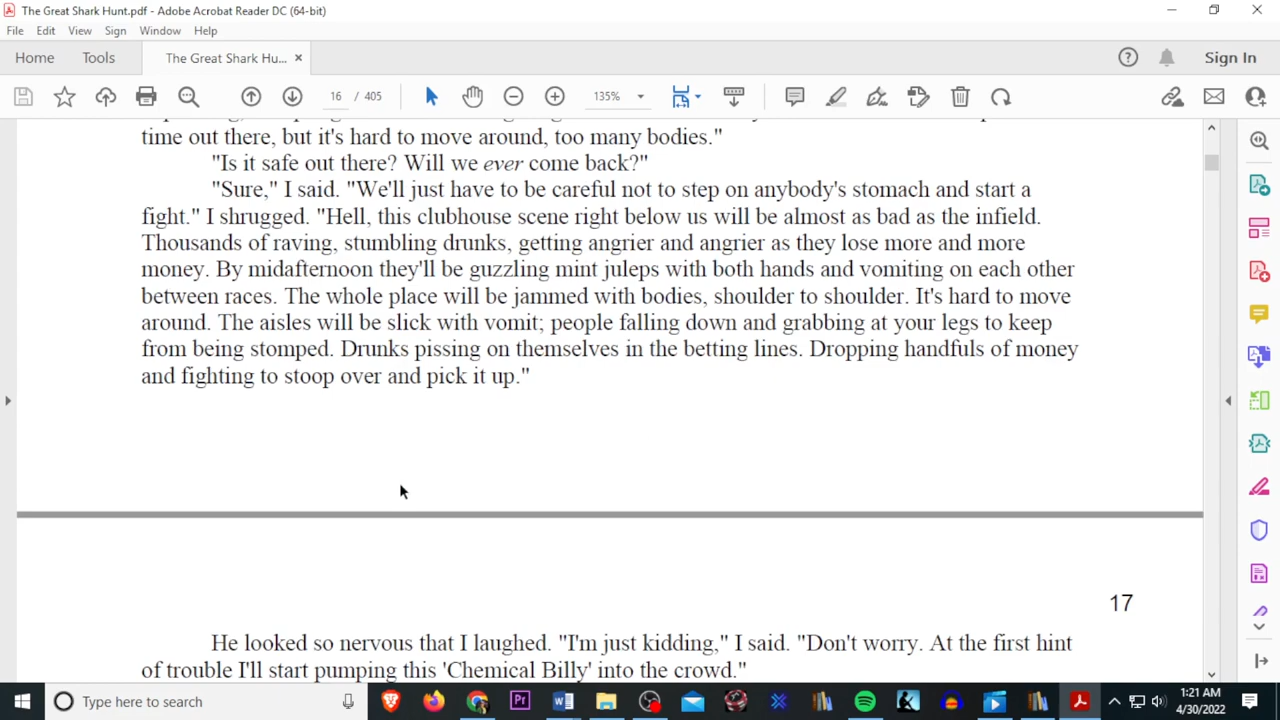 The Great Shark Hunt.pdf - Adobe Acrobat Reader DC (64-bit)
File Edit View Sign Window Help
Home Tools The Great Shark Hu... × Sign In
16 / 405 135%
time out there, but it's hard to move around, too many bodies."
"Is it safe out there? Will we ever come back?"
"Sure," I said. "We'll just have to be careful not to step on anybody's stomach and start a
fight." I shrugged. "Hell, this clubhouse scene right below us will be almost as bad as the infield.
Thousands of raving, stumbling drunks, getting angrier and angrier as they lose more and more
money. By midafternoon they'll be guzzling mint juleps with both hands and vomiting on each other
between races. The whole place will be jammed with bodies, shoulder to shoulder. It's hard to move
around. The aisles will be slick with vomit; people falling down and grabbing at your legs to keep
from being stomped. Drunks pissing on themselves in the betting lines. Dropping handfuls of money
and fighting to stoop over and pick it up."
17
He looked so nervous that I laughed. "I'm just kidding," I said. "Don't worry. At the first hint
of trouble I'll start pumping this 'Chemical Billy' into the crowd."
Type here to search
1:21 AM
4/30/2022